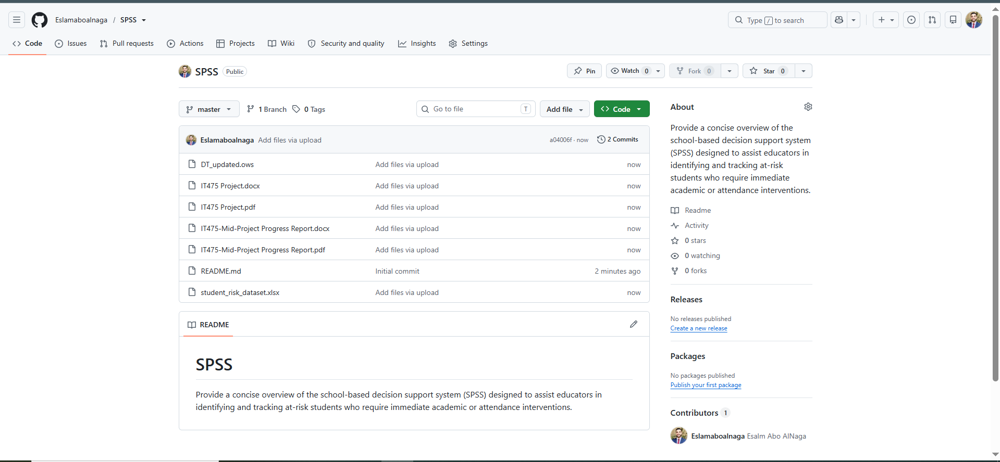 Eslamaboalnaga / SPSS
Type / to search
Code Issues Pull requests Actions Projects Wiki Security and quality Insights Settings
SPSS Public
Pin Watch 0 Fork 0 Star 0
master 1 Branch 0 Tags Go to file T Add file Code
Eslamaboalnaga Add files via upload a04006f · now 2 Commits
DT_updated.ows Add files via upload now
IT475 Project.docx Add files via upload now
IT475 Project.pdf Add files via upload now
IT475-Mid-Project Progress Report.docx Add files via upload now
IT475-Mid-Project Progress Report.pdf Add files via upload now
README.md Initial commit 2 minutes ago
student_risk_dataset.xlsx Add files via upload now
README
SPSS
Provide a concise overview of the school-based decision support system (SPSS) designed to assist educators in
identifying and tracking at-risk students who require immediate academic or attendance interventions.
About
Provide a concise overview of the
school-based decision support system
(SPSS) designed to assist educators in
identifying and tracking at-risk
students who require immediate
academic or attendance interventions.
Readme
Activity
0 stars
0 watching
0 forks
Releases
No releases published
Create a new release
Packages
No packages published
Publish your first package
Contributors 1
Eslamaboalnaga Esalm Abo AlNaga